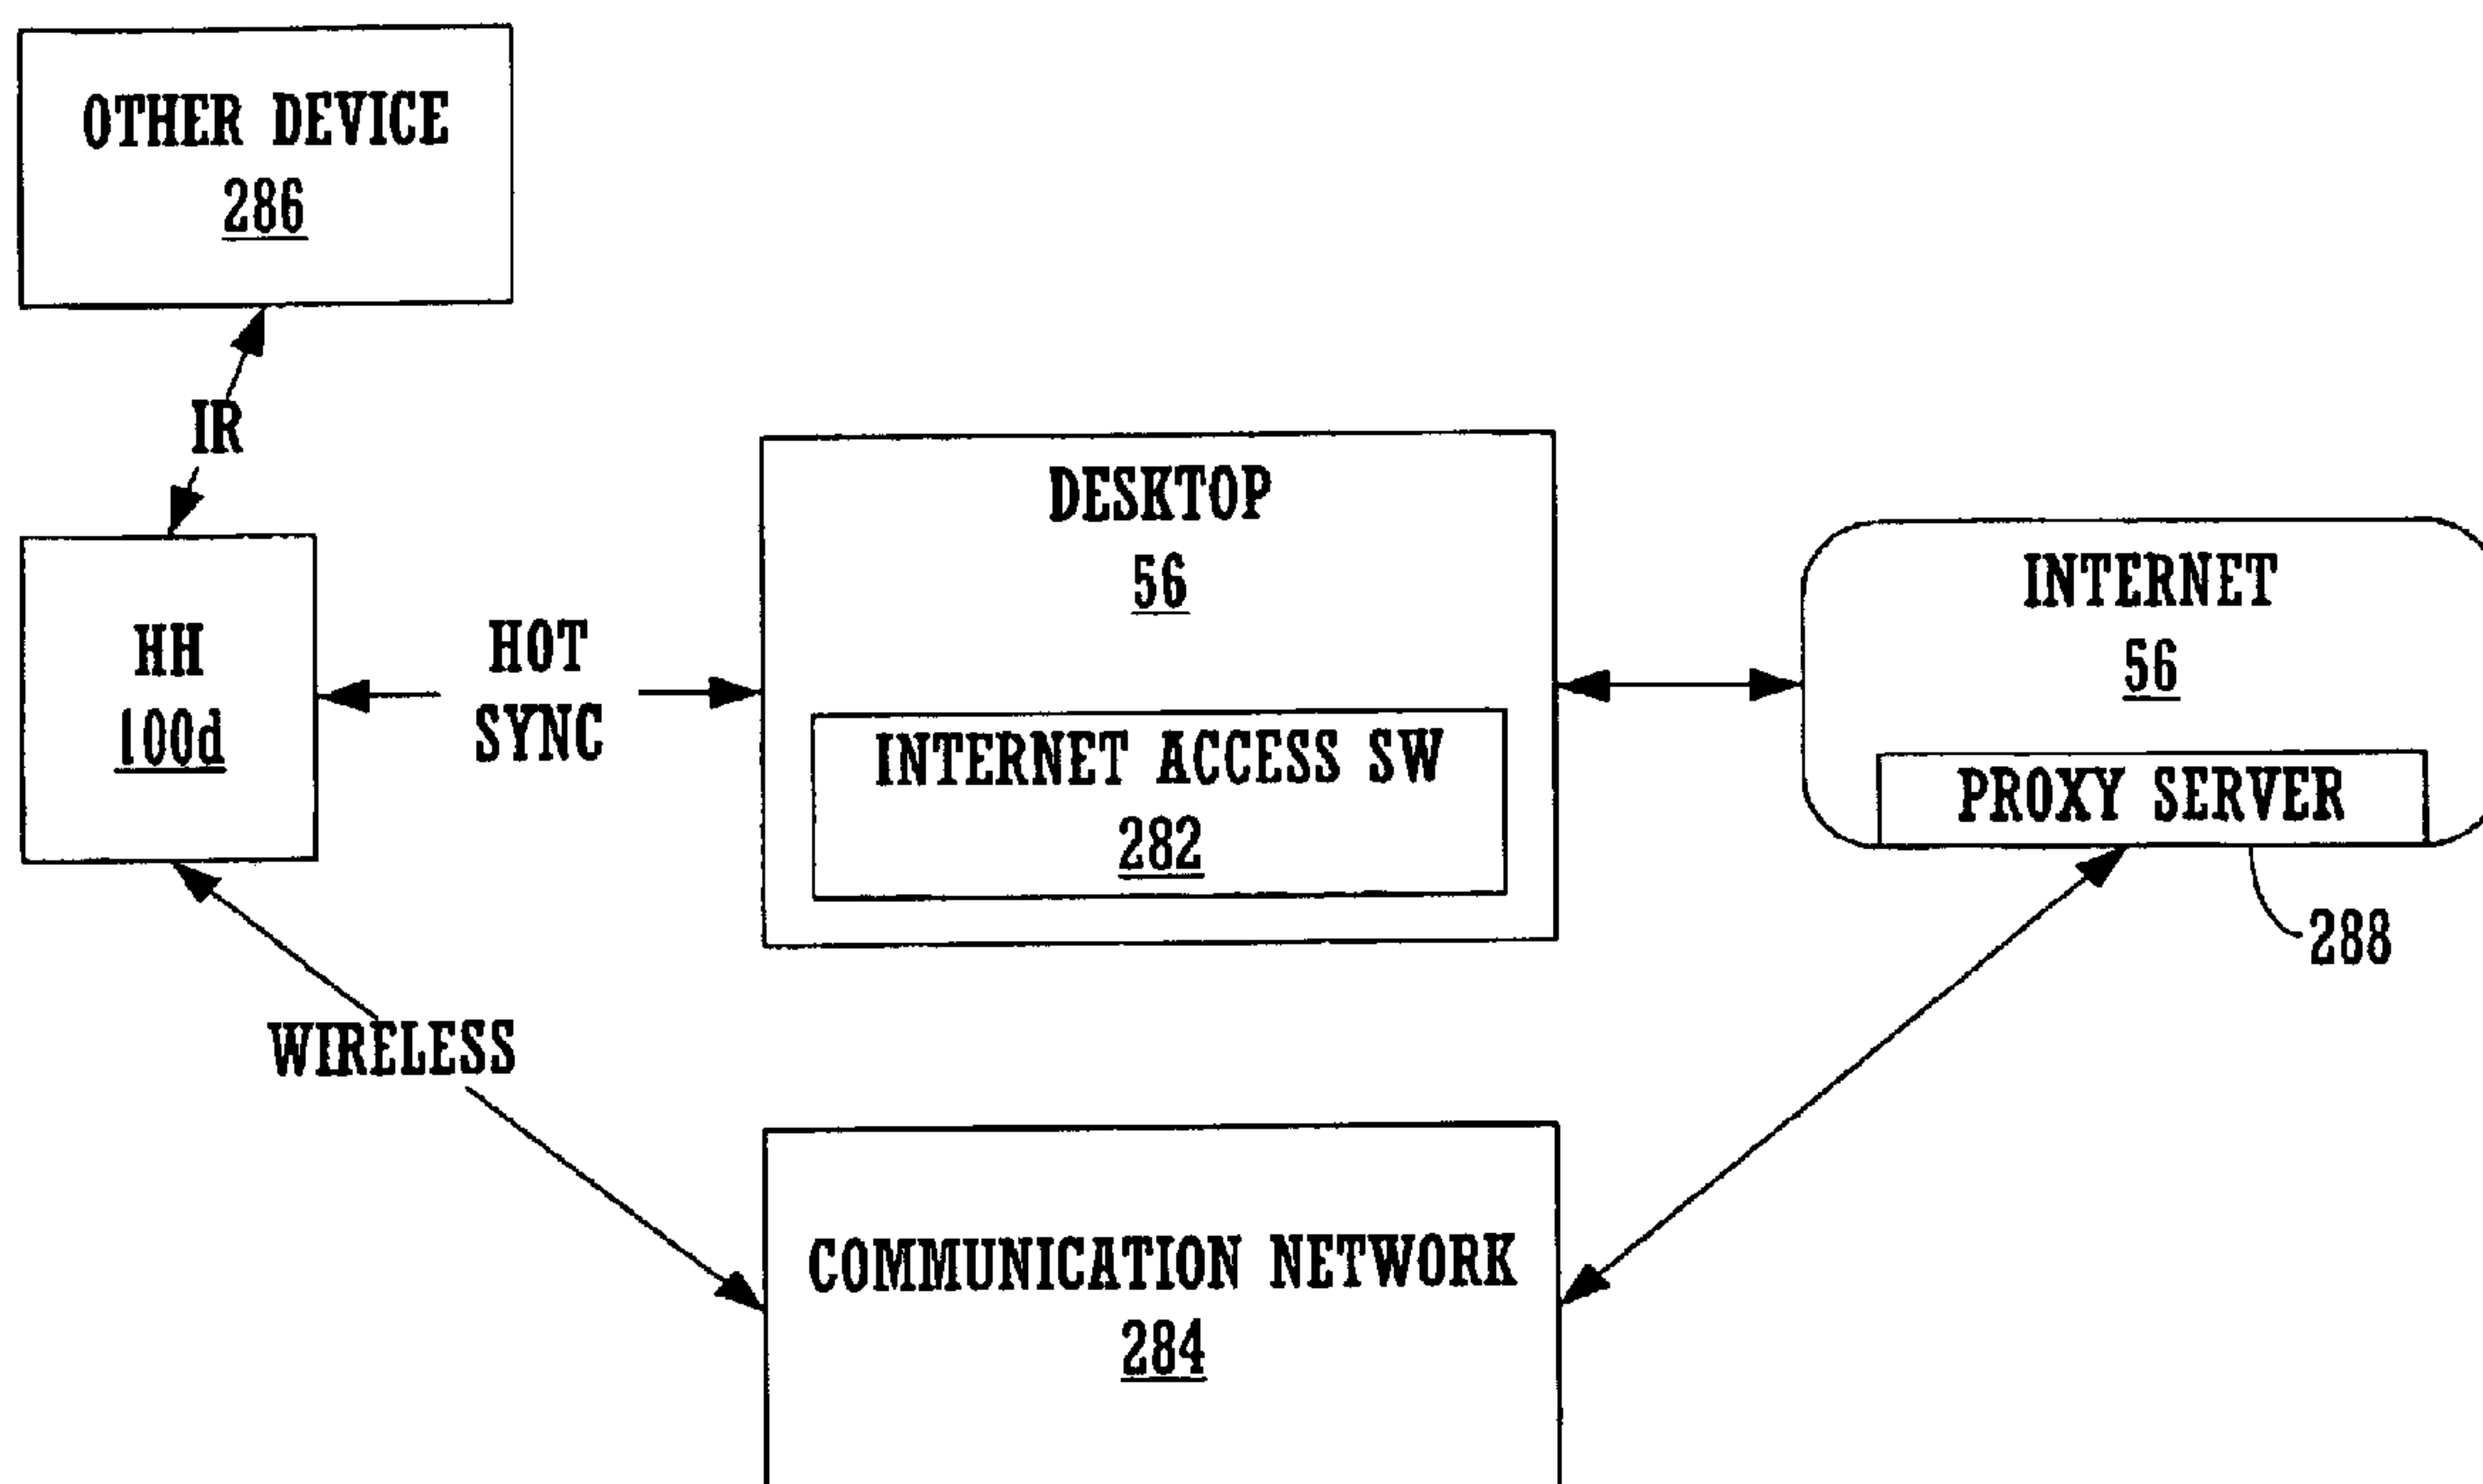 OTHER DEVICE
286
IR
HH
100d
HOT
SYNC
DESKTOP
56
INTERNET ACCESS SW
282
INTERNET
56
PROXY SERVER
288
WIRELESS
COMMUNICATION NETWORK
284